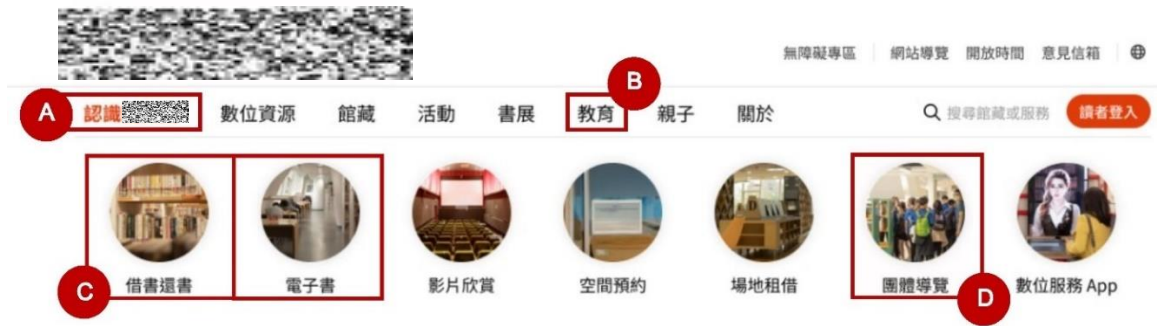 無障礙專區 網站導覽 開放時間 意見信箱
B
A 認識 數位資源 館藏 活動 書展 教育 親子 關於 搜尋館藏或服務 讀者登入
借書還書 電子書 影片欣賞 空間預約 場地租借 團體導覽 數位服務 App
C D